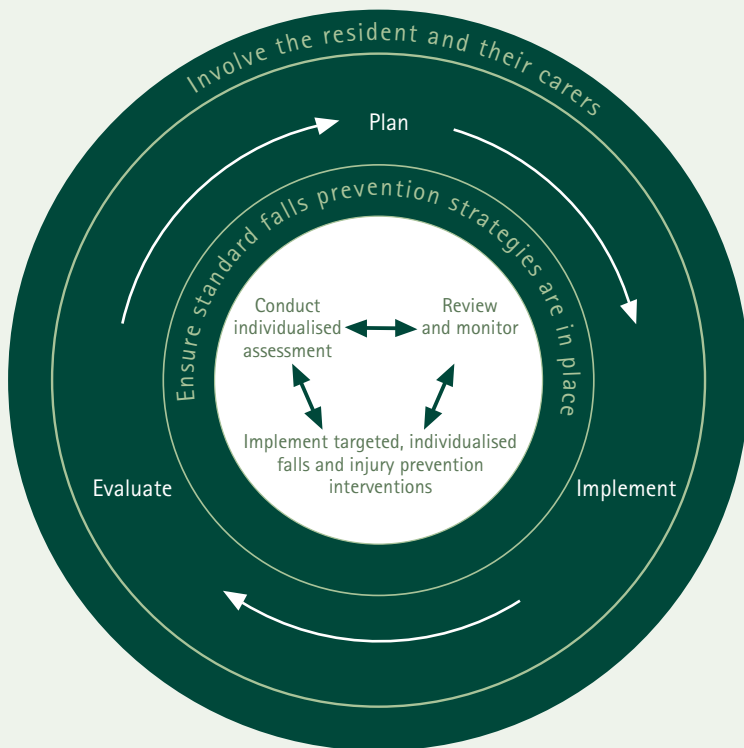 Involve the resident and their carers
Plan
Ensure standard falls prevention strategies are in place
Conduct
individualised
assessment
Review
and monitor
Implement targeted, individualised
falls and injury prevention
interventions
Evaluate
Implement